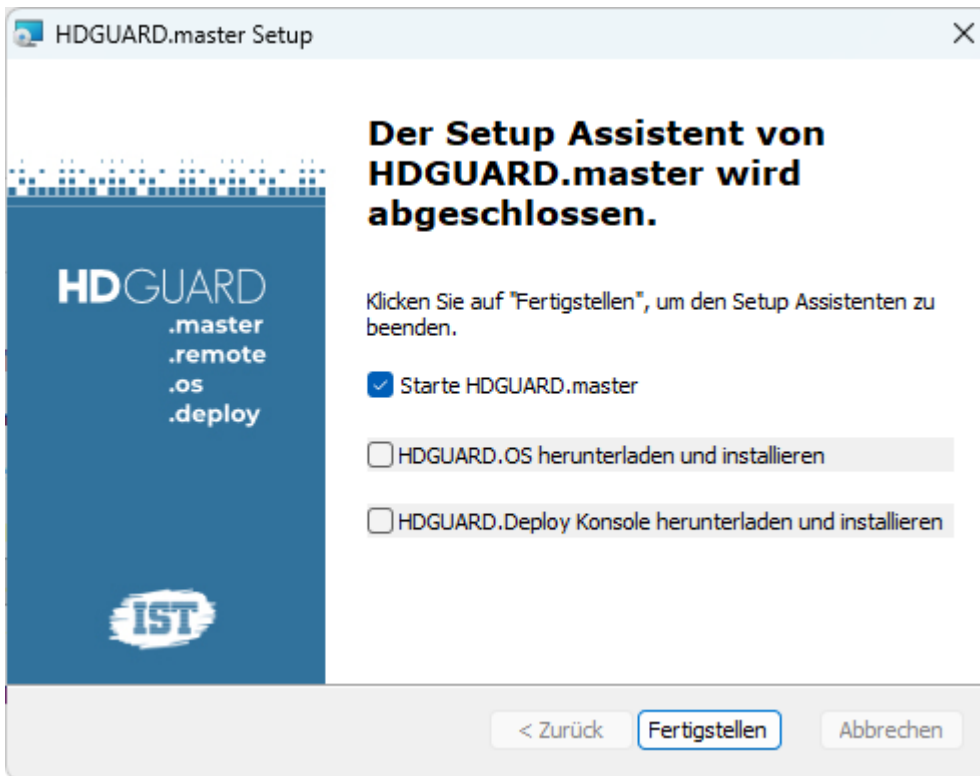 HDGUARD.master Setup
Der Setup Assistent von
HDGUARD.master wird
abgeschlossen.
HDGUARD
.master
.remote
.os
.deploy
Klicken Sie auf "Fertigstellen", um den Setup Assistenten zu
beenden.
Starte HDGUARD.master
HDGUARD.OS herunterladen und installieren
HDGUARD.Deploy Konsole herunterladen und installieren
IST
< Zurück
Fertigstellen
Abbrechen